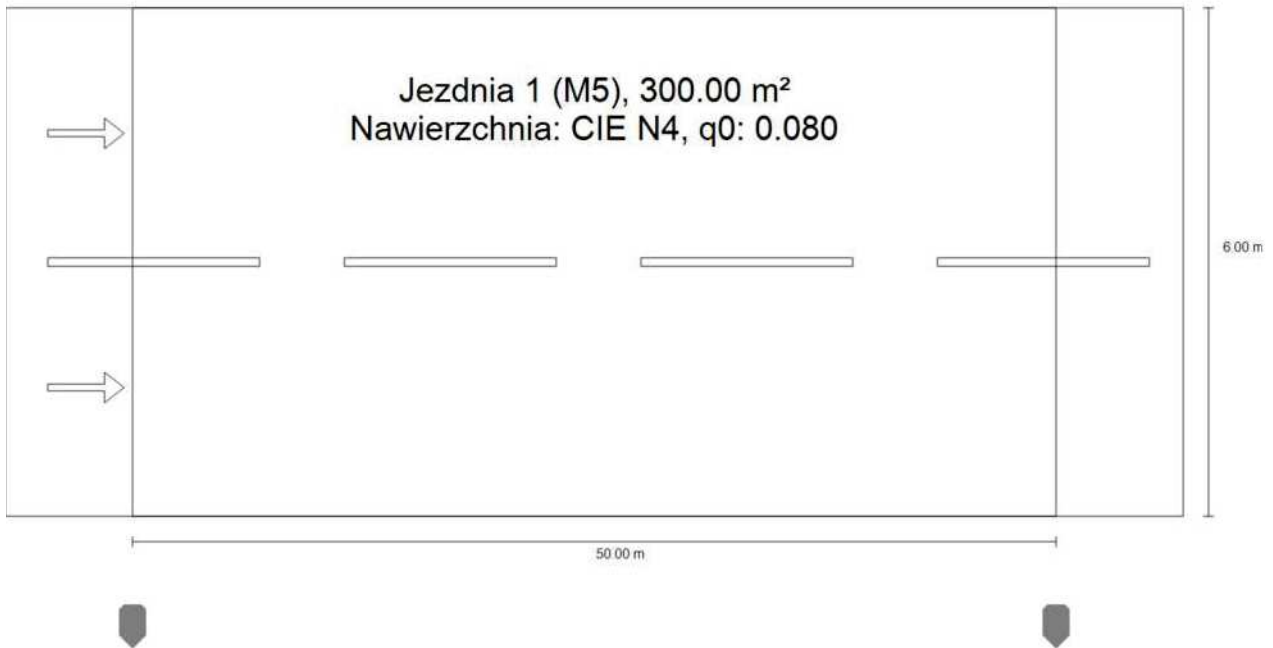 Jezdnia 1 (M5), 300.00 m²
Nawierzchnia: CIE N4, q0: 0.080
6.00 m
50.00 m